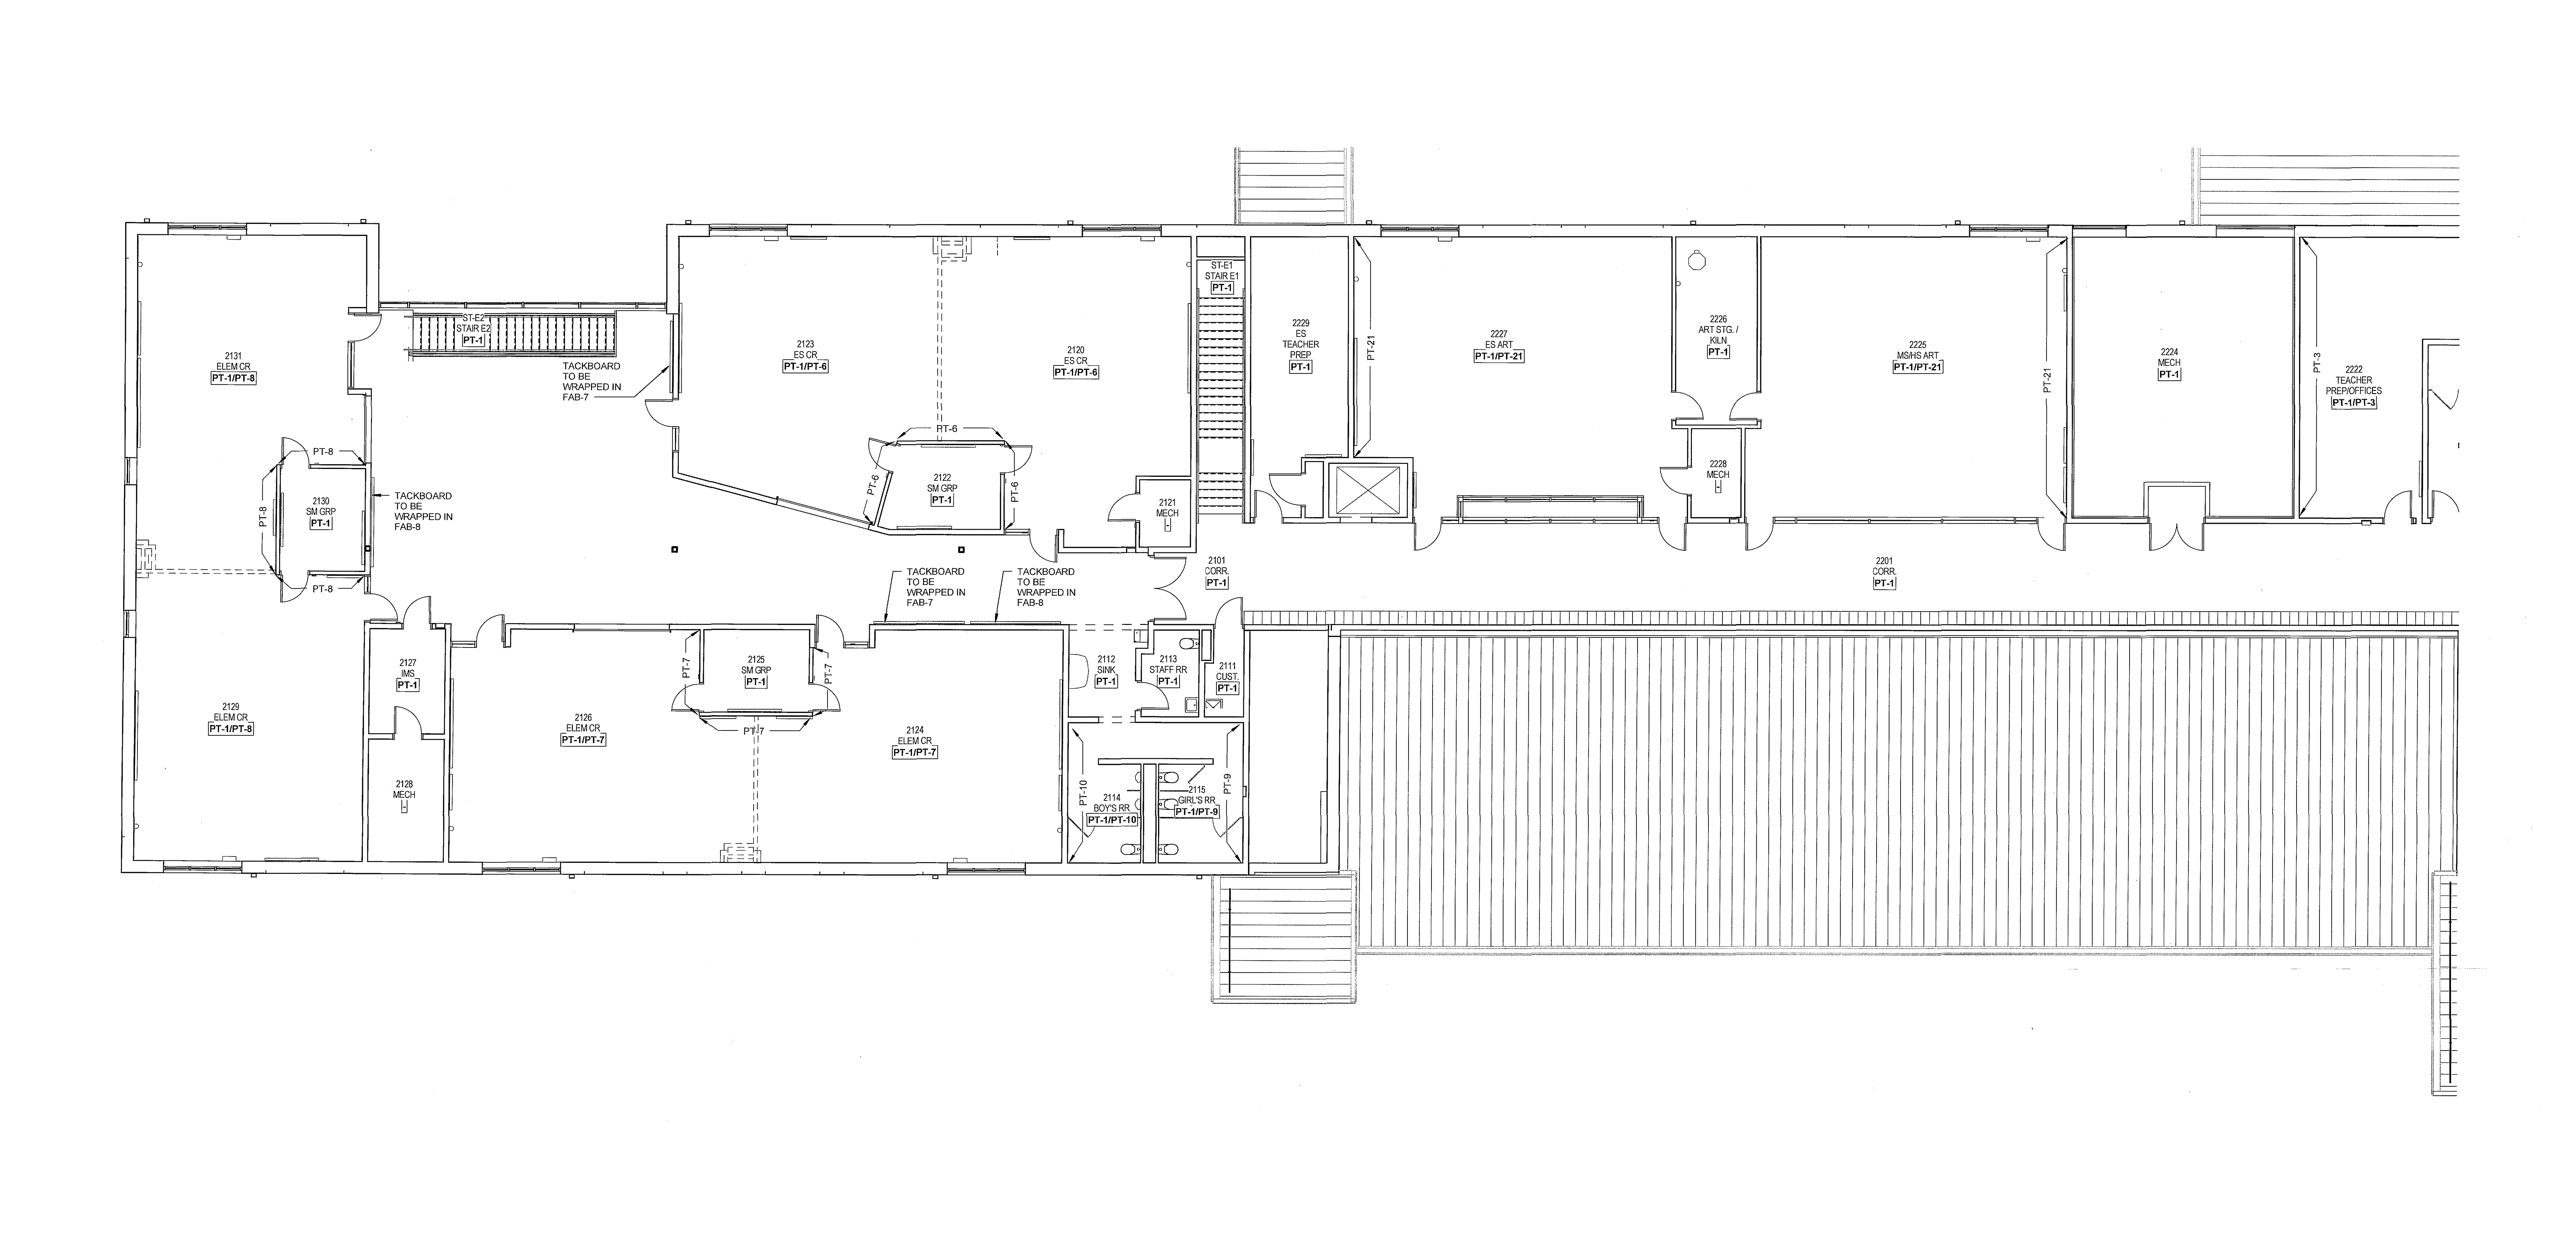 2131
ELEM CR
PT-1/PT-8
ST-E2
STAIR E2
PT-1
TACKBOARD
TO BE
WRAPPED IN
FAB-7
2123
ES CR
PT-1/PT-6
2120
ES CR
PT-1/PT-6
ST-E1
STAIR E1
PT-1
2229
ES
TEACHER
PREP
PT-1
PT-21
2227
ES ART
PT-1/PT-21
2226
ART STG. /
KILN
PT-1
2225
MS/HS ART
PT-1/PT-21
PT-21
2224
MECH
PT-1
PT-3
2222
TEACHER
PREP/OFFICES
PT-1/PT-3
PT-8
PT-8
2130
SM GRP
PT-1
PT-8
TACKBOARD
TO BE
WRAPPED IN
FAB-8
PT-6
PT-6
2122
SM GRP
PT-1
PT-6
2121
MECH
-
2228
MECH
-
TACKBOARD
TO BE
WRAPPED IN
FAB-7
TACKBOARD
TO BE
WRAPPED IN
FAB-8
2101
CORR.
PT-1
2201
CORR.
PT-1
2127
IMS
PT-1
PT-7
2125
SM GRP
PT-1
PT-7
2112
SINK
PT-1
2113
STAFF RR
PT-1
2111
CUST.
PT-1
2129
ELEM CR
PT-1/PT-8
2126
ELEM CR
PT-1/PT-7
PT-7
2124
ELEM CR
PT-1/PT-7
2128
MECH
-
PT-10
2114
BOY'S RR
PT-1/PT-10
2115
GIRL'S RR
PT-1/PT-9
PT-9